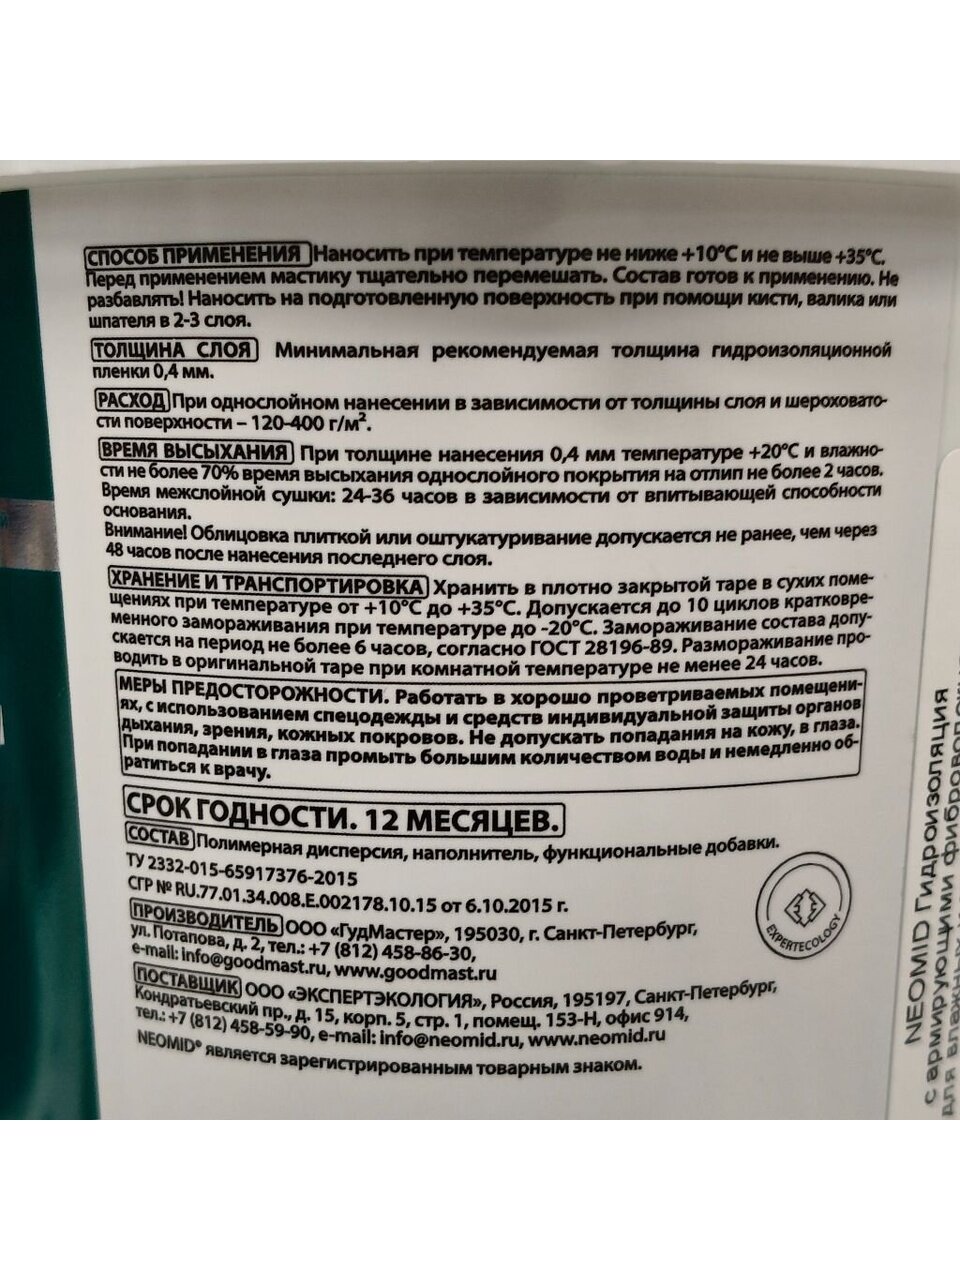 СПОСОБ ПРИМЕНЕНИЯ Наносить при температуре не ниже +10°С и не выше +35°С.
Перед применением мастику тщательно перемешать. Состав готов к применению. Не
разбавлять! Наносить на подготовленную поверхность при помощи кисти, валика или
шпателя в 2-3 слоя.
ТОЛЩИНА СЛОЯ Минимальная рекомендуемая толщина гидроизоляционной
пленки 0,4 мм.
РАСХОД При однослойном нанесении в зависимости от толщины слоя и шероховато-
сти поверхности – 120-400 г/м².
ВРЕМЯ ВЫСЫХАНИЯ При толщине нанесения 0,4 мм температуре +20°С и влажно-
сти не более 70% время высыхания однослойного покрытия на отлип не более 2 часов.
Время межслойной сушки: 24-36 часов в зависимости от впитывающей способности
основания.
Внимание! Облицовка плиткой или оштукатуривание допускается не ранее, чем через
48 часов после нанесения последнего слоя.
ХРАНЕНИЕ И ТРАНСПОРТИРОВКА Хранить в плотно закрытой таре в сухих поме-
щениях при температуре от +10°С до +35°С. Допускается до 10 циклов кратковре-
менного замораживания при температуре до -20°С. Замораживание состава допу-
скается на период не более 6 часов, согласно ГОСТ 28196-89. Размораживание про-
водить в оригинальной таре при комнатной температуре не менее 24 часов.
МЕРЫ ПРЕДОСТОРОЖНОСТИ. Работать в хорошо проветриваемых помещени-
ях, с использованием спецодежды и средств индивидуальной защиты органов
дыхания, зрения, кожных покровов. Не допускать попадания на кожу, в глаза.
При попадании в глаза промыть большим количеством воды и немедленно об-
ратиться к врачу.
СРОК ГОДНОСТИ. 12 МЕСЯЦЕВ.
СОСТАВ Полимерная дисперсия, наполнитель, функциональные добавки.
ТУ 2332-015-65917376-2015
СГР № RU.77.01.34.008.Е.002178.10.15 от 6.10.2015 г.
ПРОИЗВОДИТЕЛЬ ООО «ГудМастер», 195030, г. Санкт-Петербург,
ул. Потапова, д. 2, тел.: +7 (812) 458-86-30,
e-mail: info@goodmast.ru, www.goodmast.ru
ПОСТАВЩИК ООО «ЭКСПЕРТЭКОЛОГИЯ», Россия, 195197, Санкт-Петербург,
Кондратьевский пр., д. 15, корп. 5, стр. 1, помещ. 153-Н, офис 914,
тел.: +7 (812) 458-59-90, e-mail: info@neomid.ru, www.neomid.ru
NEOMID® является зарегистрированным товарным знаком.
EXPERTECOLOGY
NEOMID Гидроизоляция
с армирующими
для влажных